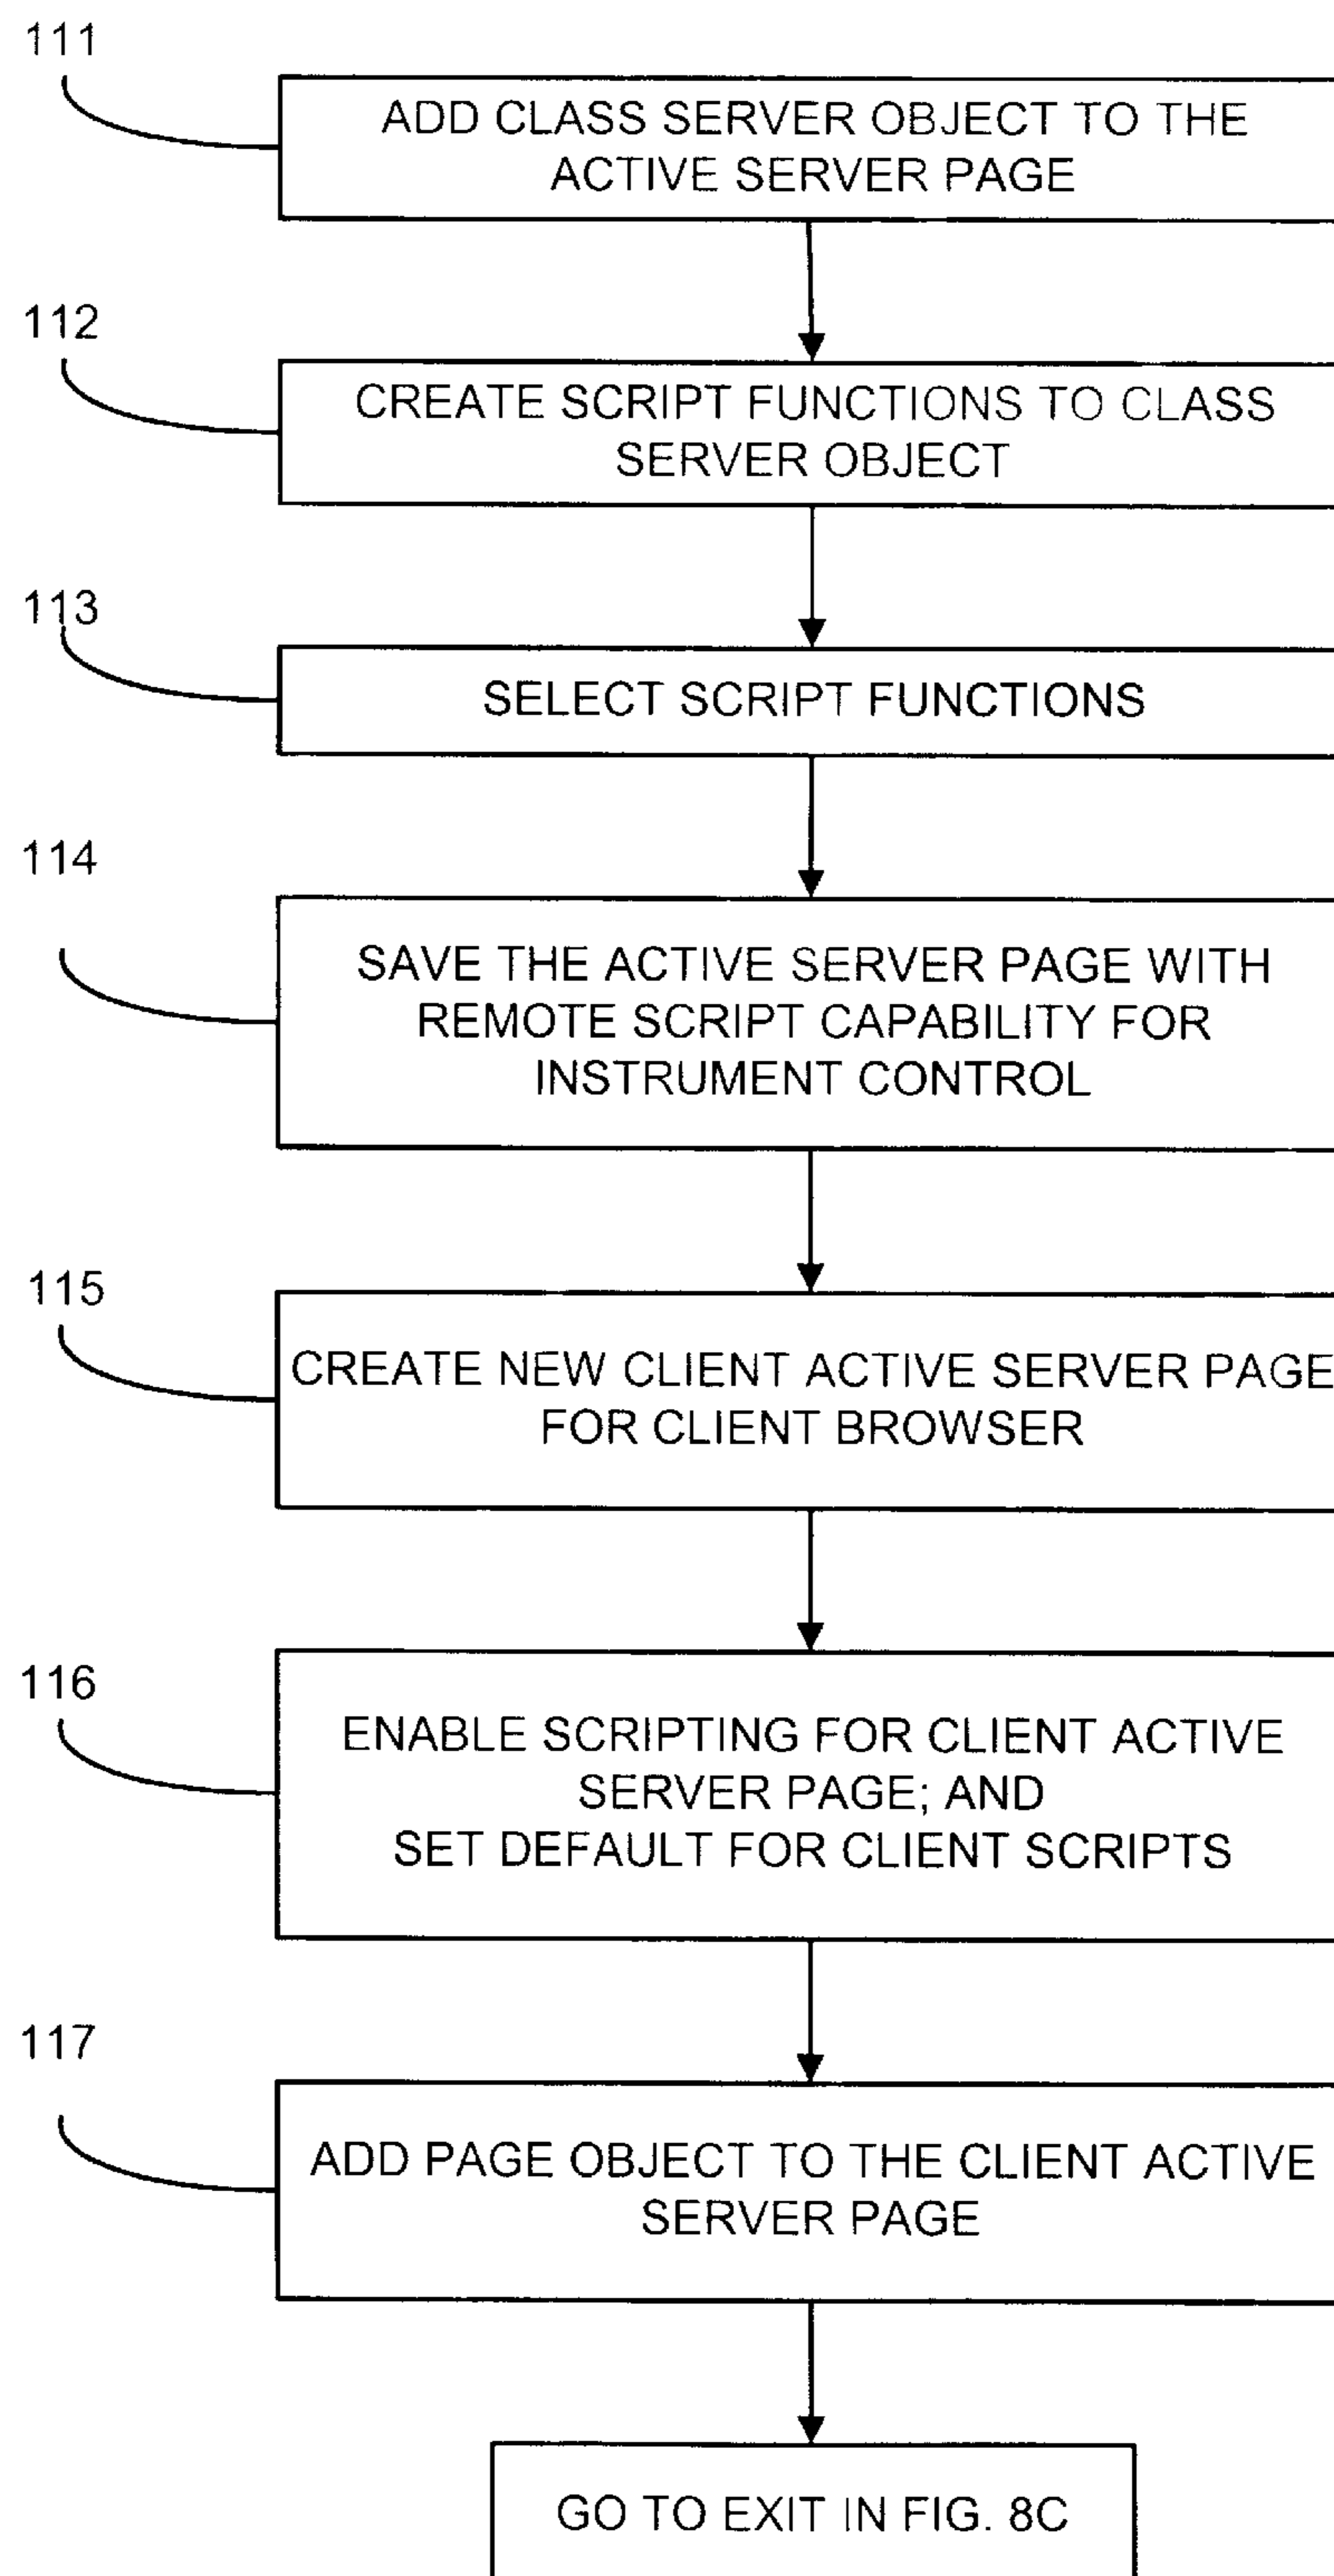 111
ADD CLASS SERVER OBJECT TO THE
ACTIVE SERVER PAGE
112
CREATE SCRIPT FUNCTIONS TO CLASS
SERVER OBJECT
113
SELECT SCRIPT FUNCTIONS
114
SAVE THE ACTIVE SERVER PAGE WITH
REMOTE SCRIPT CAPABILITY FOR
INSTRUMENT CONTROL
115
CREATE NEW CLIENT ACTIVE SERVER PAGE
FOR CLIENT BROWSER
116
ENABLE SCRIPTING FOR CLIENT ACTIVE
SERVER PAGE; AND
SET DEFAULT FOR CLIENT SCRIPTS
117
ADD PAGE OBJECT TO THE CLIENT ACTIVE
SERVER PAGE
GO TO EXIT IN FIG. 8C